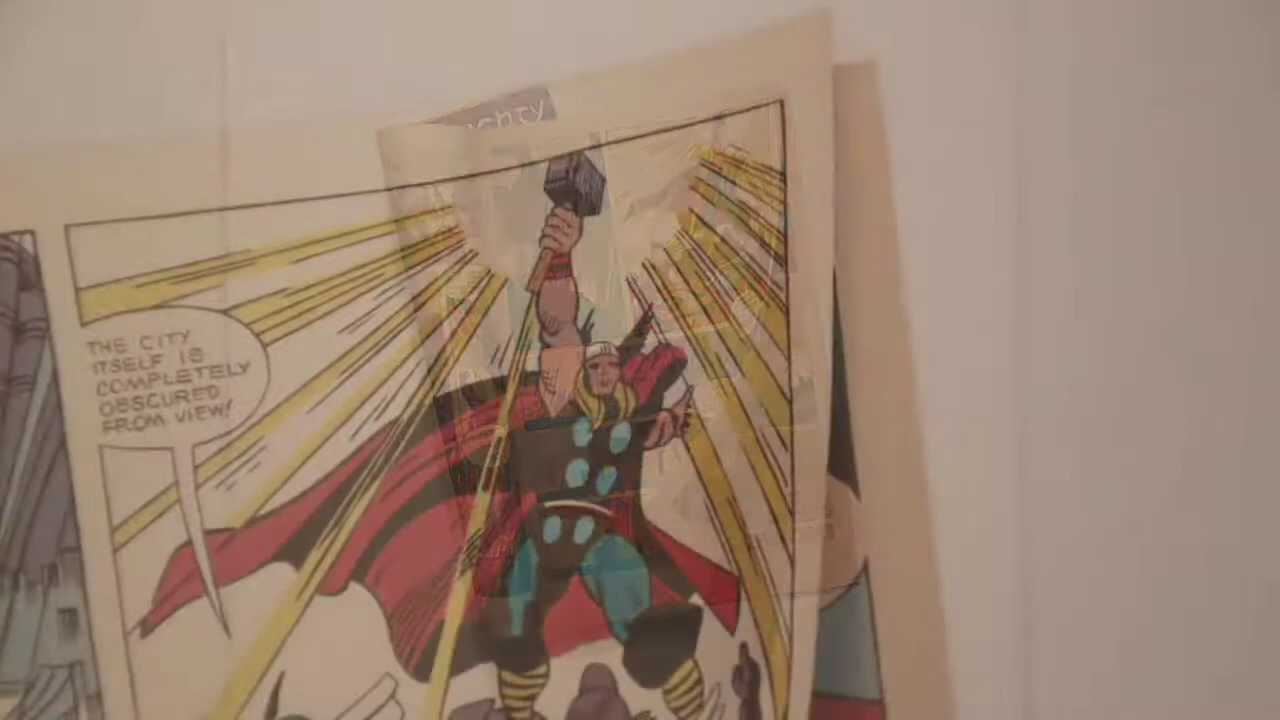 THE CITY
ITSELF IS
COMPLETELY
OBSCURED
FROM VIEW!